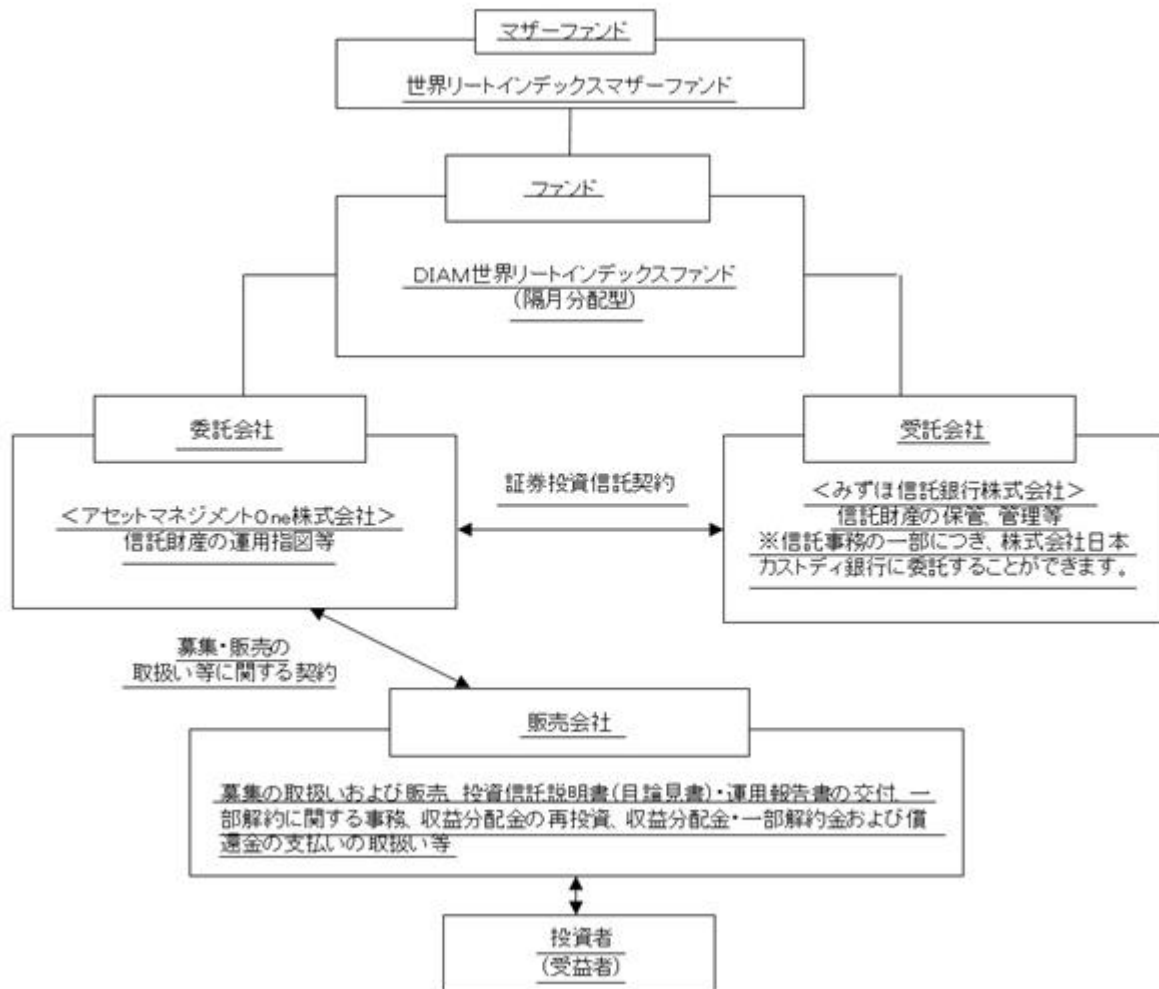 マザーファンド
世界リートインデックスマザーファンド
ファンド
DIAM世界リートインデックスファンド
(隔月分配型)
委託会社
<アセットマネジメントOne株式会社>
信託財産の運用指図等
証券投資信託契約
受託会社
<みずほ信託銀行株式会社>
信託財産の保管、管理等
※信託事務の一部につき、株式会社日本
カストディ銀行に委託することができます。
募集・販売の
取扱い等に関する契約
販売会社
募集の取扱いおよび販売、投資信託説明書(目論見書)・運用報告書の交付、一
部解約に関する事務、収益分配金の再投資、収益分配金・一部解約金および償
還金の支払いの取扱い等
投資者
(受益者)